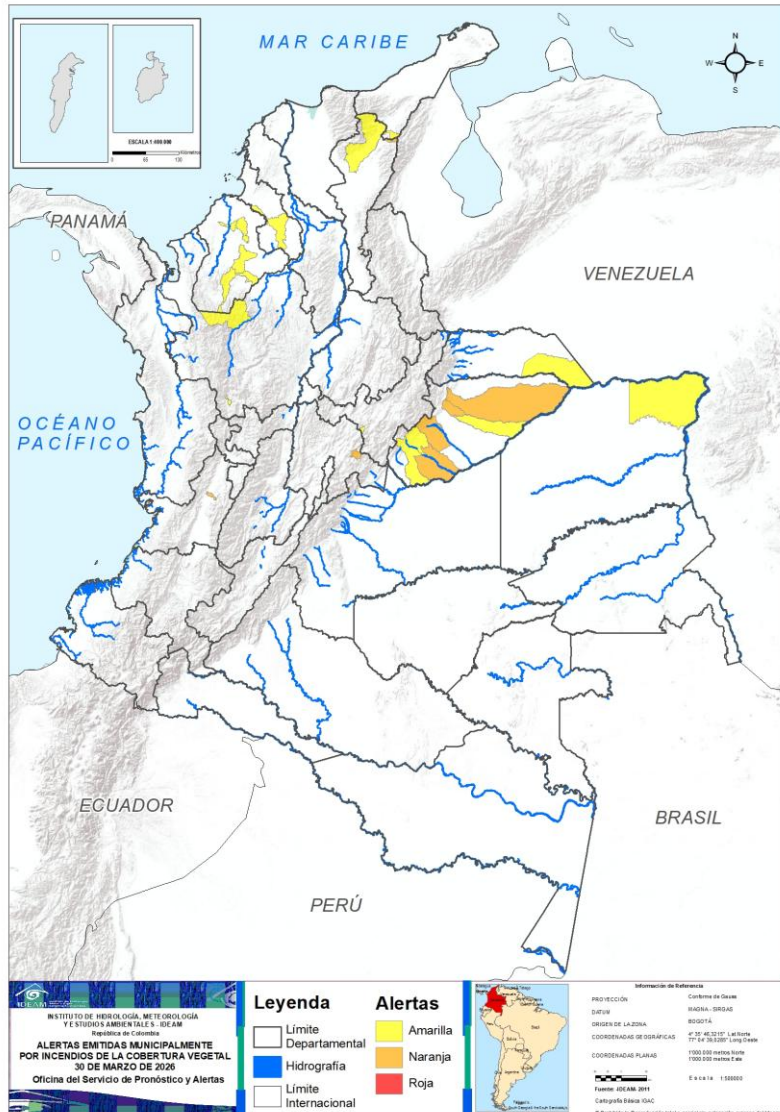 MAR CARIBE
N
W
E
S
ESCALA 1:400.000
PANAMÁ
VENEZUELA
OCÉANO
PACÍFICO
ECUADOR
BRASIL
PERÚ
IDEAM
INSTITUTO DE HIDROLOGÍA, METEOROLOGÍA
Y ESTUDIOS AMBIENTALES - IDEAM
República de Colombia
ALERTAS EMITIDAS MUNICIPALMENTE
POR INCENDIOS DE LA COBERTURA VEGETAL
30 DE MARZO DE 2026
Oficina del Servicio de Pronóstico y Alertas
Leyenda
Límite
Departamental
Hidrografía
Límite
Internacional
Alertas
Amarilla
Naranja
Roja
Información de Referencia
PROYECCIÓN
Conforme de Gauss
DATUM
MAGNA - SIRGAS
ORIGEN DE LA ZONA
BOGOTÁ
COORDENADAS GEOGRÁFICAS
COORDENADAS PLANAS
1'000.000 metros Norte
1'000.000 metros Este
Fuente: IDEAM 2011
Cartografía Básica IGAC